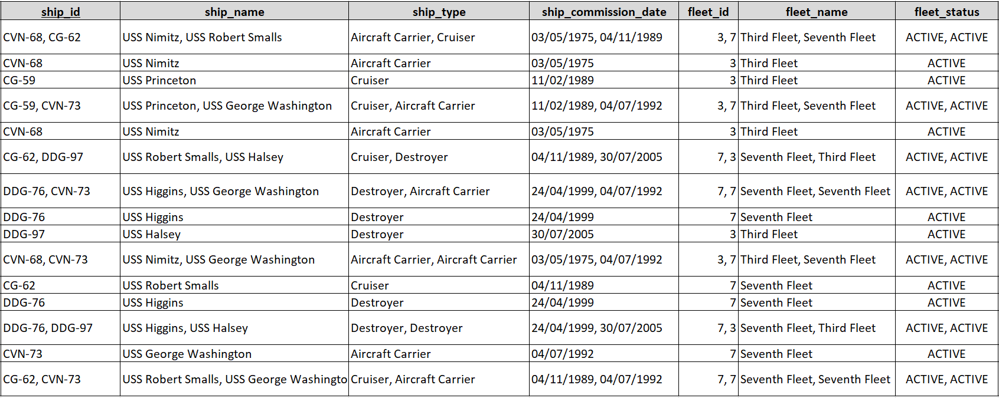 ship_id ship_name ship_type ship_commission_date fleet_id fleet_name fleet_status
CVN-68, CG-62 USS Nimitz, USS Robert Smalls Aircraft Carrier, Cruiser 03/05/1975, 04/11/1989 3, 7 Third Fleet, Seventh Fleet ACTIVE, ACTIVE
CVN-68 USS Nimitz Aircraft Carrier 03/05/1975 3 Third Fleet ACTIVE
CG-59 USS Princeton Cruiser 11/02/1989 3 Third Fleet ACTIVE
CG-59, CVN-73 USS Princeton, USS George Washington Cruiser, Aircraft Carrier 11/02/1989, 04/07/1992 3, 7 Third Fleet, Seventh Fleet ACTIVE, ACTIVE
CVN-68 USS Nimitz Aircraft Carrier 03/05/1975 3 Third Fleet ACTIVE
CG-62, DDG-97 USS Robert Smalls, USS Halsey Cruiser, Destroyer 04/11/1989, 30/07/2005 7, 3 Seventh Fleet, Third Fleet ACTIVE, ACTIVE
DDG-76, CVN-73 USS Higgins, USS George Washington Destroyer, Aircraft Carrier 24/04/1999, 04/07/1992 7, 7 Seventh Fleet, Seventh Fleet ACTIVE, ACTIVE
DDG-76 USS Higgins Destroyer 24/04/1999 7 Seventh Fleet ACTIVE
DDG-97 USS Halsey Destroyer 30/07/2005 3 Third Fleet ACTIVE
CVN-68, CVN-73 USS Nimitz, USS George Washington Aircraft Carrier, Aircraft Carrier 03/05/1975, 04/07/1992 3, 7 Third Fleet, Seventh Fleet ACTIVE, ACTIVE
CG-62 USS Robert Smalls Cruiser 04/11/1989 7 Seventh Fleet ACTIVE
DDG-76 USS Higgins Destroyer 24/04/1999 7 Seventh Fleet ACTIVE
DDG-76, DDG-97 USS Higgins, USS Halsey Destroyer, Destroyer 24/04/1999, 30/07/2005 7, 3 Seventh Fleet, Third Fleet ACTIVE, ACTIVE
CVN-73 USS George Washington Aircraft Carrier 04/07/1992 7 Seventh Fleet ACTIVE
CG-62, CVN-73 USS Robert Smalls, USS George Washingto Cruiser, Aircraft Carrier 04/11/1989, 04/07/1992 7, 7 Seventh Fleet, Seventh Fleet ACTIVE, ACTIVE